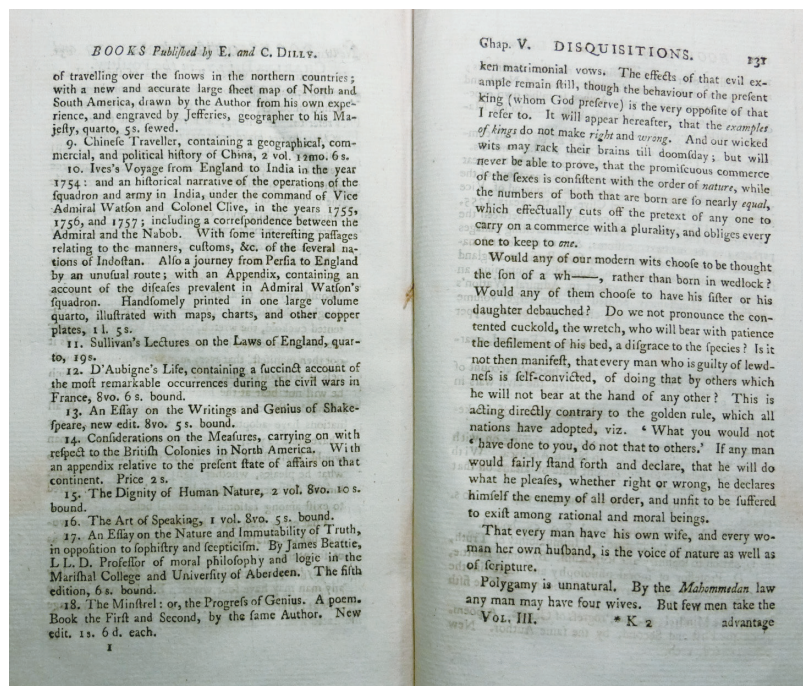 BOOKS Publiſhed by E. and C. DILLY.
of travelling over the ſnows in the northern countries;
with a new and accurate large ſheet map of North and
South America, drawn by the Author from his own expe-
rience, and engraved by Jefferies, geographer to his Ma-
jeſty, quarto, 5s. ſewed.
9. Chineſe Traveller, containing a geographical, com-
mercial, and political hiſtory of China, 2 vol. 12mo. 6s.
10. Ives's Voyage from England to India in the year
1754: and an hiſtorical narrative of the operations of the
ſquadron and army in India, under the command of Vice
Admiral Watſon and Colonel Clive, in the years 1755,
1756, and 1757; including a correſpondence between the
Admiral and the Nabob. With ſome intereſting paſſages
relating to the manners, cuſtoms, &c. of the ſeveral na-
tions of Indoſtan. Alſo a journey from Perſia to England
by an unuſual route; with an Appendix, containing an
account of the diſeaſes prevalent in Admiral Watſon's
ſquadron. Handſomely printed in one large volume
quarto, illuſtrated with maps, charts, and other copper
plates, 1l. 5s.
11. Sullivan's Lectures on the Laws of England, quar-
to, 19s.
12. D'Aubigne's Life, containing a ſuccinct account of
the moſt remarkable occurrences during the civil wars in
France, 8vo. 6s. bound.
13. An Eſſay on the Writings and Genius of Shake-
ſpeare, new edit. 8vo. 5s. bound.
14. Conſiderations on the Meaſures, carrying on with
reſpect to the Britiſh Colonies in North America. With
an appendix relative to the preſent ſtate of affairs on that
continent. Price 2s.
15. The Dignity of Human Nature, 2 vol. 8vo. 10s.
bound.
16. The Art of Speaking, 1 vol. 8vo. 5s. bound.
17. An Eſſay on the Nature and Immutability of Truth,
in oppoſition to ſophiſtry and ſcepticiſm. By James Beattie,
L L. D. Profeſſor of moral philoſophy and logic in the
Mariſhal College and Univerſity of Aberdeen. The fifth
edition, 6s. bound.
18. The Minſtrel: or, the Progreſs of Genius. A poem.
Book the Firſt and Second, by the ſame Author. New
edit. 1s. 6d. each.
1
Chap. V. DISQUISITIONS. 131
ken matrimonial vows. The effects of that evil ex-
ample remain ſtill, though the behaviour of the preſent
king (whom God preſerve) is the very oppoſite of that
I refer to. It will appear hereafter, that the examples
of kings do not make right and wrong. And our wicked
wits may rack their brains till doomſday; but will
never be able to prove, that the promiſcuous commerce
of the ſexes is conſiſtent with the order of nature, while
the numbers of both that are born are ſo nearly equal,
which effectually cuts off the pretext of any one to
carry on a commerce with a plurality, and obliges every
one to keep to one.
Would any of our modern wits chooſe to be thought
the ſon of a wh——, rather than born in wedlock?
Would any of them chooſe to have his ſiſter or his
daughter debauched? Do we not pronounce the con-
tented cuckold, the wretch, who will bear with patience
the defilement of his bed, a diſgrace to the ſpecies? Is it
not then manifeſt, that every man who is guilty of lewd-
neſs is ſelf-convicted, of doing that by others which
he will not bear at the hand of any other? This is
acting directly contrary to the golden rule, which all
nations have adopted, viz. ‘ What you would not
‘ have done to you, do not that to others.’ If any man
would fairly ſtand forth and declare, that he will do
what he pleaſes, whether right or wrong, he declares
himſelf the enemy of all order, and unfit to be ſuffered
to exiſt among rational and moral beings.
That every man have his own wife, and every wo-
man her own huſband, is the voice of nature as well as
of ſcripture.
Polygamy is unnatural. By the Mahommedan law
any man may have four wives. But few men take the
VOL. III. * K 2 advantage